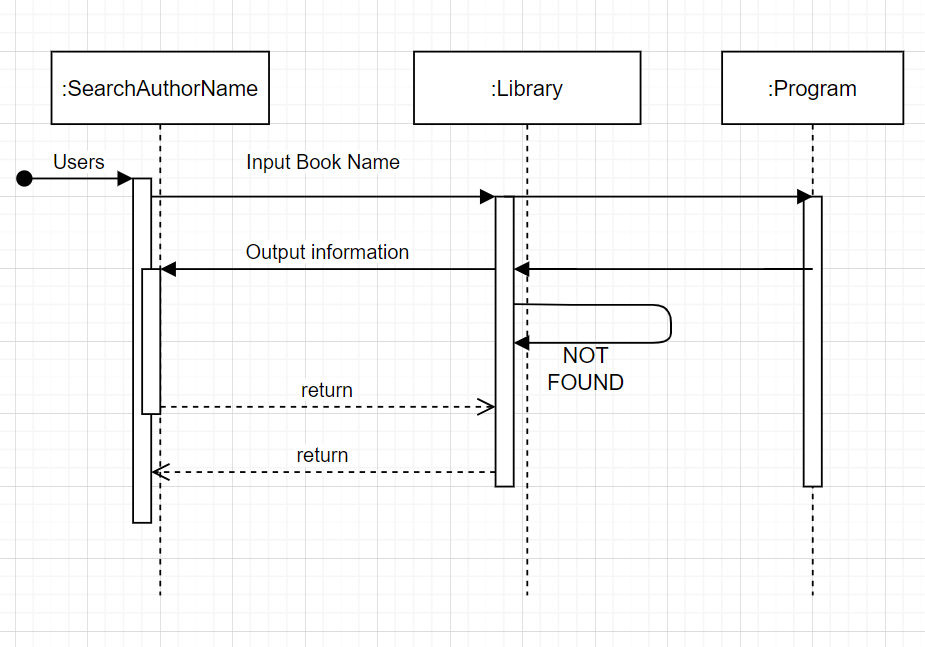 :SearchAuthorName
:Library
:Program
Users
Input Book Name
Output information
NOT
FOUND
return
return